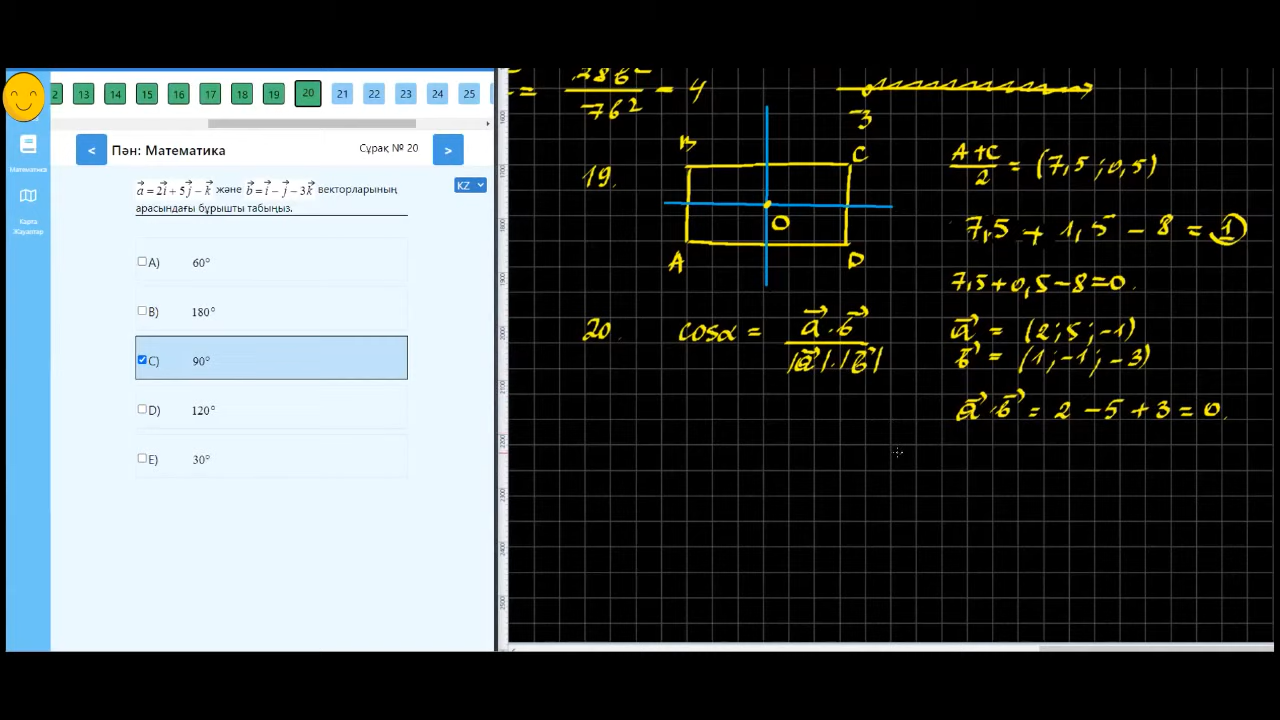 2 13 14 15 16 17 18 19 20 21 22 23 24 25
Математика
Карта
Жауаптар
< Пән: Математика Сұрақ № 20 >
a⃗ = 2i⃗ + 5j⃗ − k⃗ және b⃗ = i⃗ − j⃗ − 3k⃗ векторларының
арасындағы бұрышты табыңыз.
KZ
A) 60°
B) 180°
C) 90°
D) 120°
E) 30°
= 28b² / 7b² = 4
-3
19.
B
C
O
A
D
(A+C)/2 = (7,5 ; 0,5)
7,5 + 1,5 − 8 = 1
7,5 + 0,5 − 8 = 0.
20. cosα = a⃗ · b⃗ / |a⃗| · |b⃗|
a⃗ = (2 ; 5 ; −1)
b⃗ = (1 ; −1 ; −3)
a⃗ · b⃗ = 2 − 5 + 3 = 0.